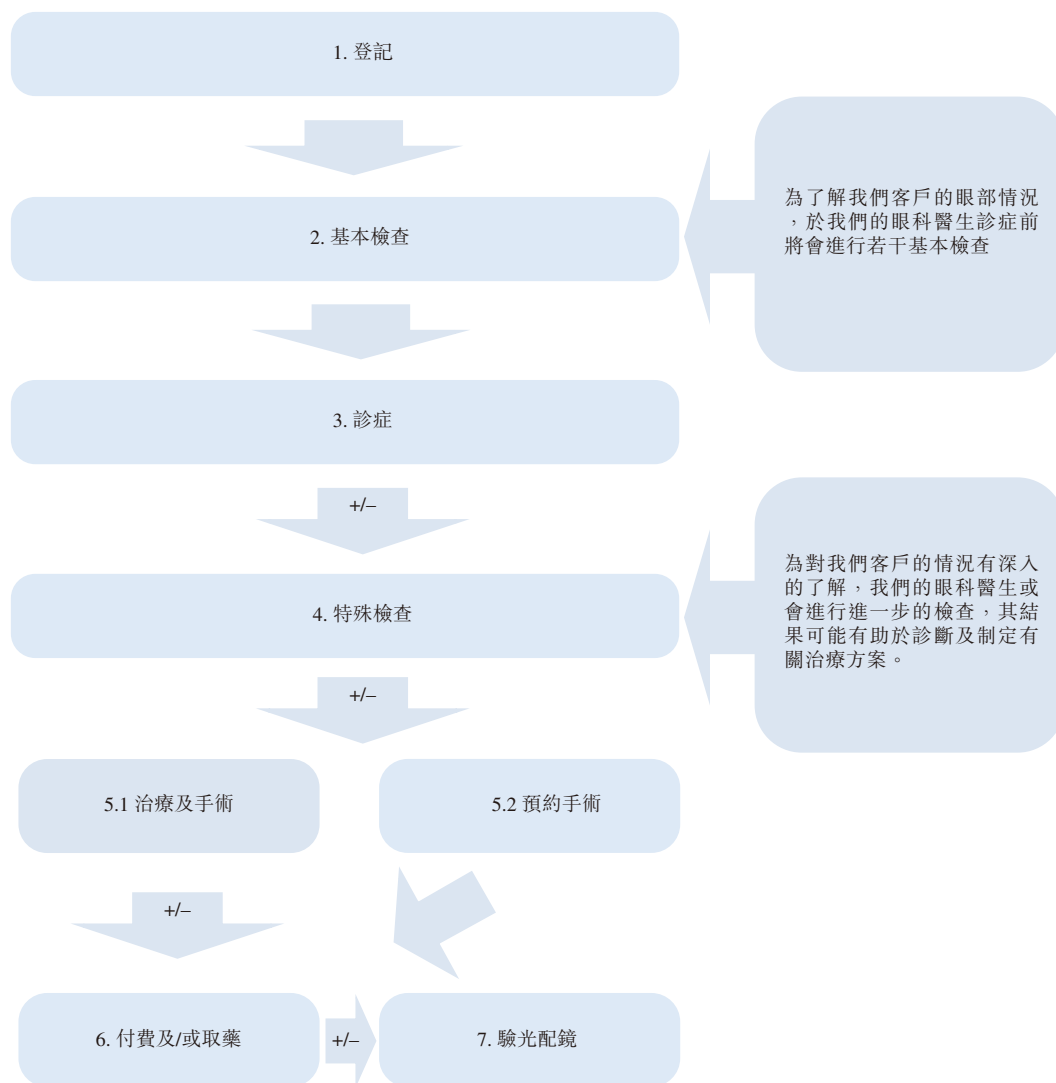 1. 登記
2. 基本檢查
為了解我們客戶的眼部情況
，於我們的眼科醫生診症前
將會進行若干基本檢查
3. 診症
+/–
4. 特殊檢查
為對我們客戶的情況有深入
的了解，我們的眼科醫生或
會進行進一步的檢查，其結
果可能有助於診斷及制定有
關治療方案。
+/–
5.1 治療及手術
5.2 預約手術
+/–
6. 付費及/或取藥
+/–
7. 驗光配鏡